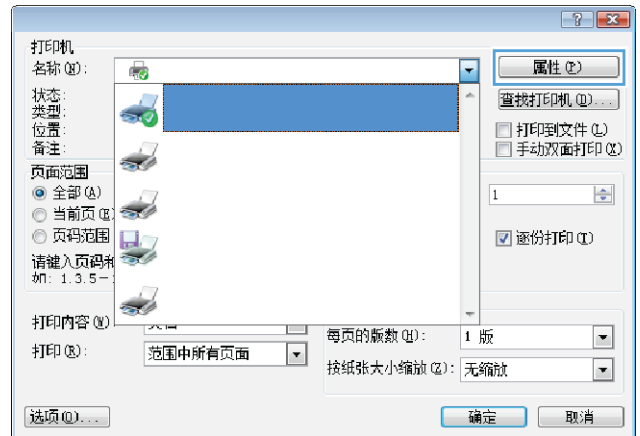 打印机
名称(N):
属性(P)
状态:
类型:
位置:
备注:
查找打印机(D)...
打印到文件(L)
手动双面打印(X)
页面范围
全部(A)
当前页(E)
页码范围
1
逐份打印(T)
请键入页码和
如: 1.3.5-
打印内容(W)
打印(R):
范围中所有页面
每页的版数(H):
1 版
按纸张大小缩放(Z):
无缩放
选项(O)...
确定
取消